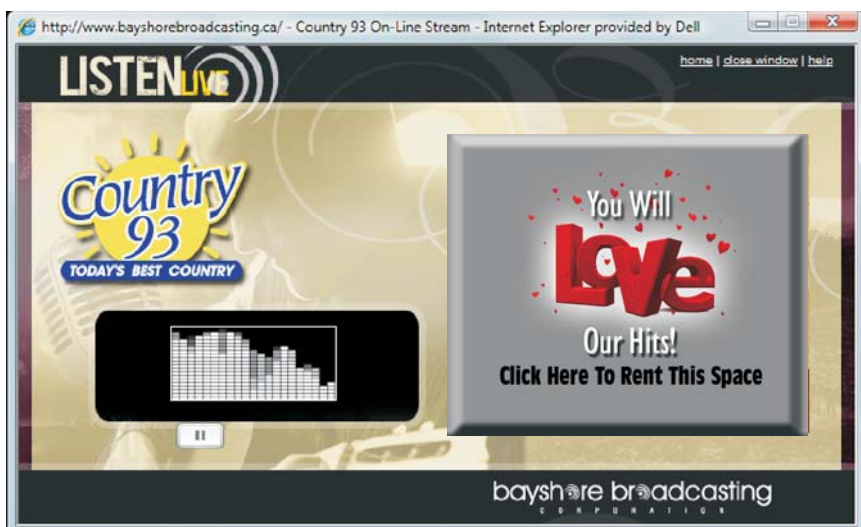 http://www.bayshorebroadcasting.ca/ - Country 93 On-Line Stream - Internet Explorer provided by Dell
LISTEN LIVE
home | close window | help
Country
93
TODAY'S BEST COUNTRY
You Will
LOVe
Our Hits!
Click Here To Rent This Space
bayshore broadcasting
CORPORATION